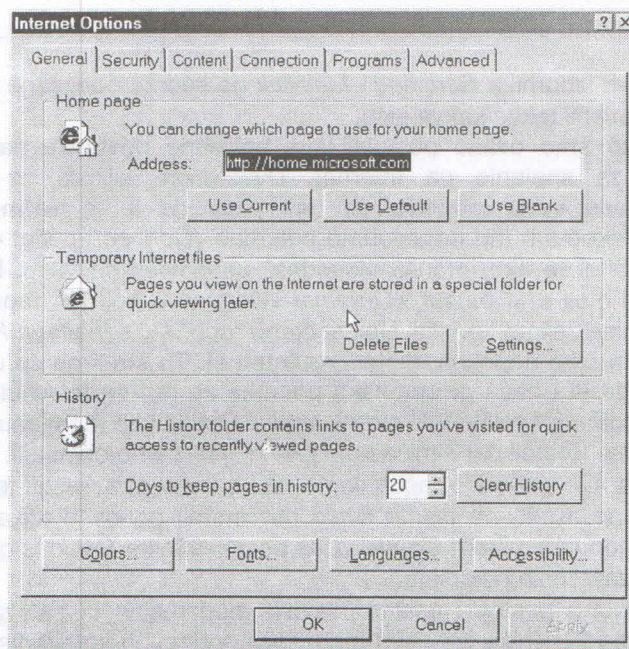 Internet Options
General Security Content Connection Programs Advanced
Home page
You can change which page to use for your home page.
Address: http://home.microsoft.com
Use Current Use Default Use Blank
Temporary Internet files
Pages you view on the Internet are stored in a special folder for
quick viewing later.
Delete Files Settings...
History
The History folder contains links to pages you've visited for quick
access to recently viewed pages.
Days to keep pages in history: 20 Clear History
Colors... Fonts... Languages... Accessibility...
OK Cancel Apply